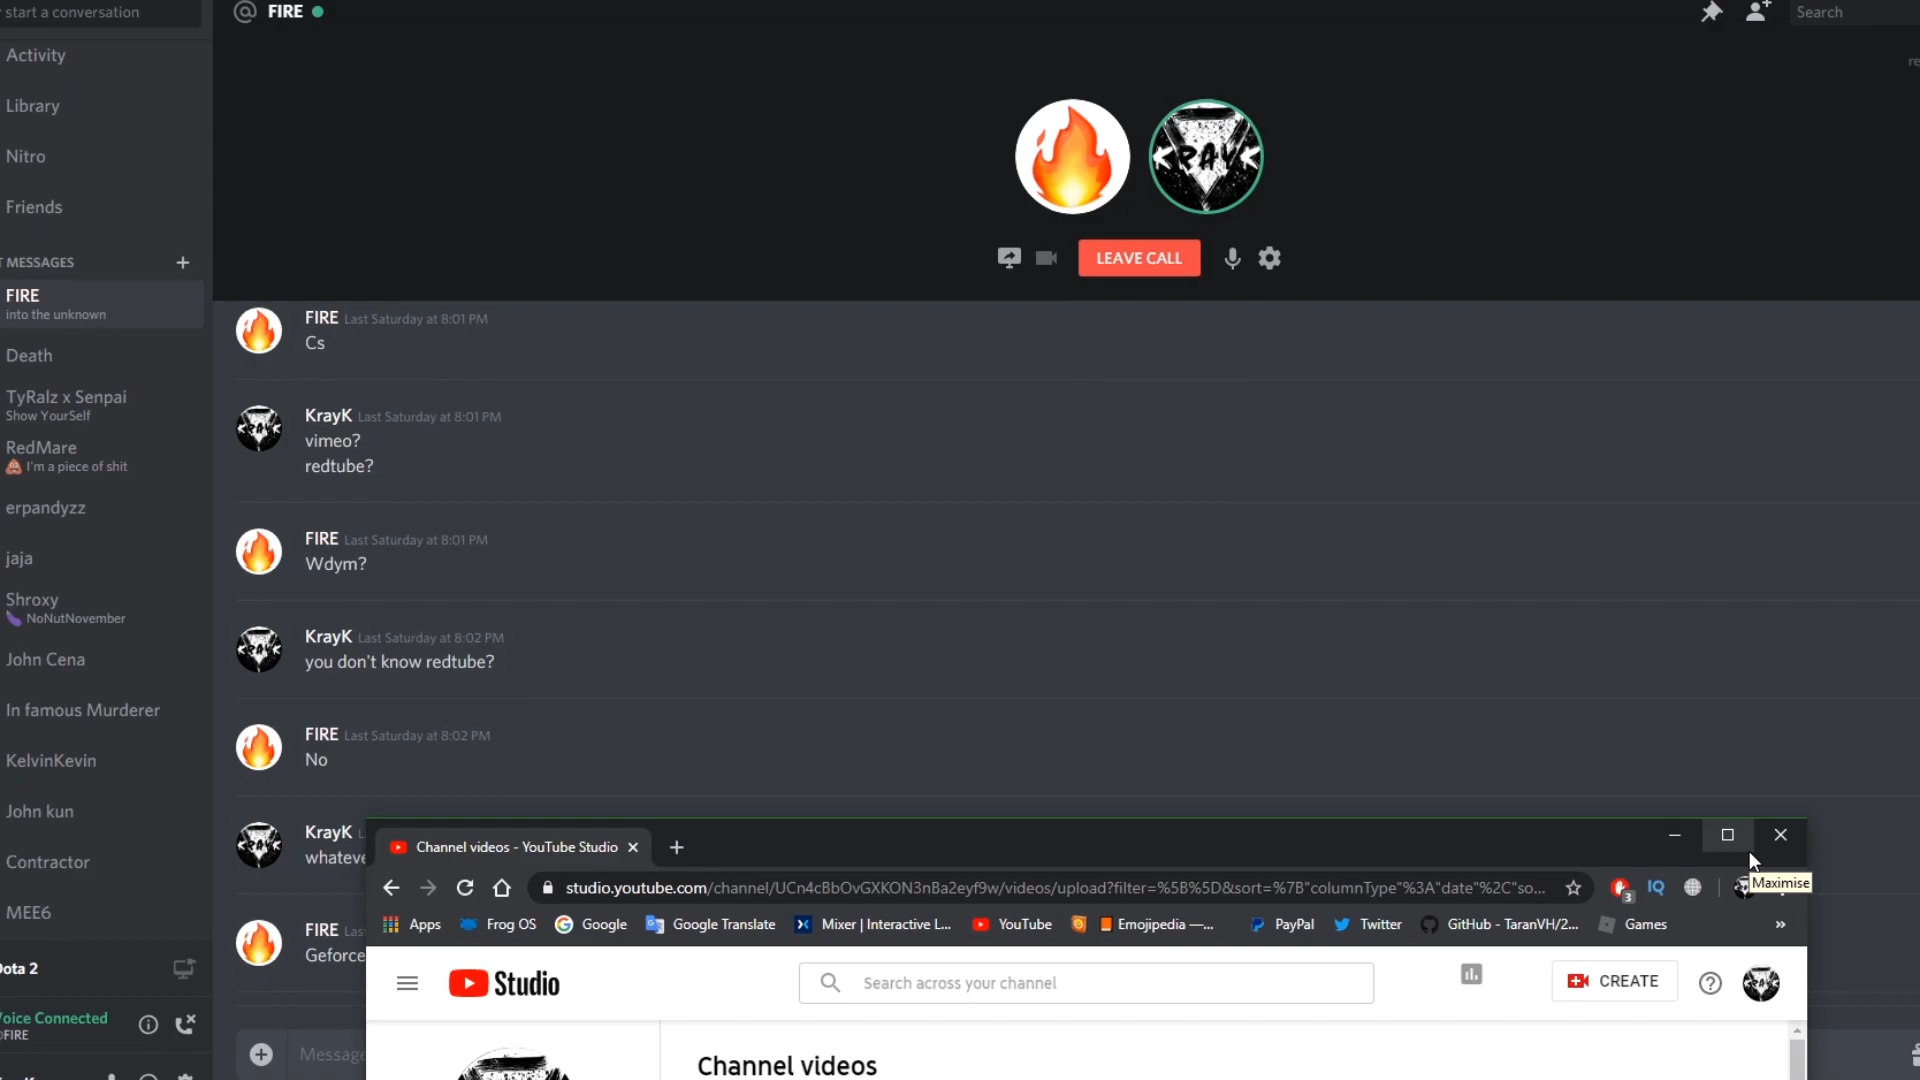 start a conversation
FIRE
Search
Activity
Library
Nitro
Friends
MESSAGES
FIRE
into the unknown
Death
TyRalz x Senpai
Show YourSelf
RedMare
I'm a piece of shit
erpandyzz
jaja
Shroxy
NoNutNovember
John Cena
In famous Murderer
KelvinKevin
John kun
Contractor
MEE6
Dota 2
Voice Connected
@FIRE
re
KRAYK
LEAVE CALL
FIRE Last Saturday at 8:01 PM
Cs
KrayK Last Saturday at 8:01 PM
vimeo?
redtube?
FIRE Last Saturday at 8:01 PM
Wdym?
KrayK Last Saturday at 8:02 PM
you don't know redtube?
FIRE Last Saturday at 8:02 PM
No
KrayK L
whateve
FIRE Las
Geforce
Message
Channel videos - YouTube Studio
studio.youtube.com/channel/UCn4cBbOvGXKON3nBa2eyf9w/videos/upload?filter=%5B%5D&sort=%7B"columnType"%3A"date"%2C"so...
3
IQ
Maximise
Apps Frog OS Google Google Translate Mixer | Interactive L... YouTube Emojipedia —... PayPal Twitter GitHub - TaranVH/2... Games »
Studio
Search across your channel
CREATE
Channel videos